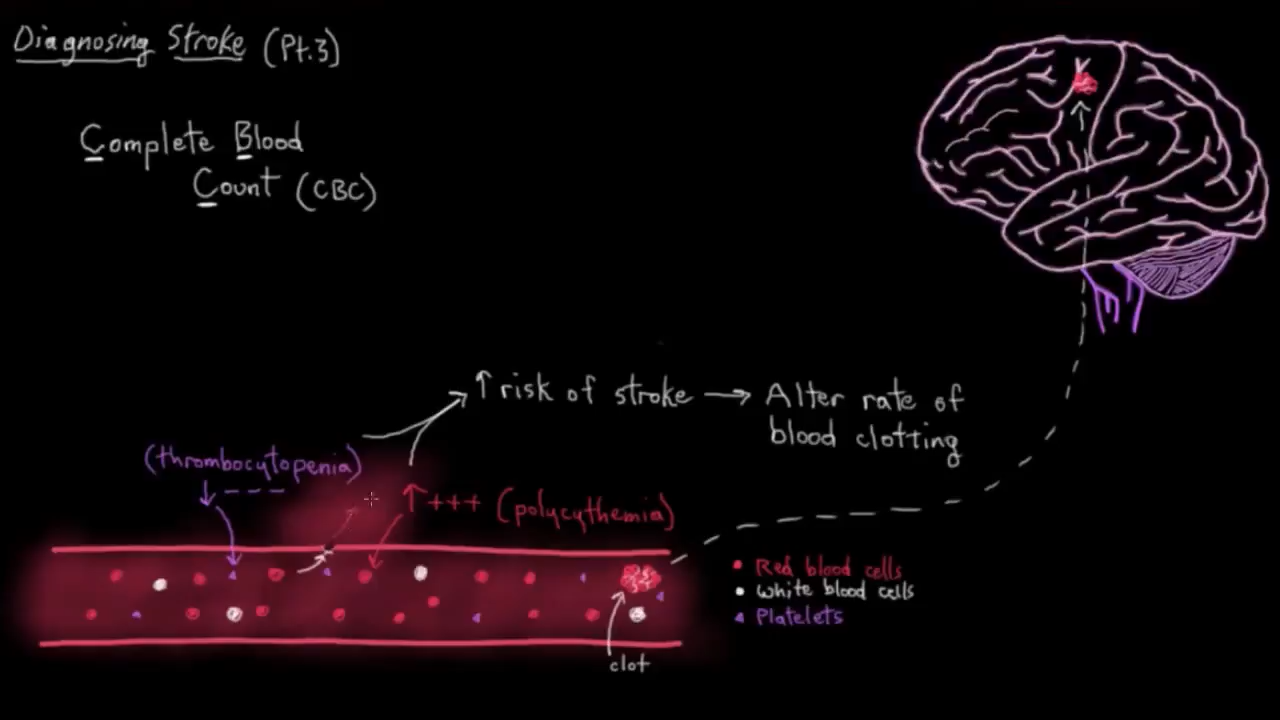 Diagnosing Stroke (Pt.3)
Complete Blood
Count (CBC)
↑ risk of stroke → Alter rate of
blood clotting
(thrombocytopenia)
↓ - - - -
↑ +++ (polycythemia)
Red blood cells
White blood cells
Platelets
clot